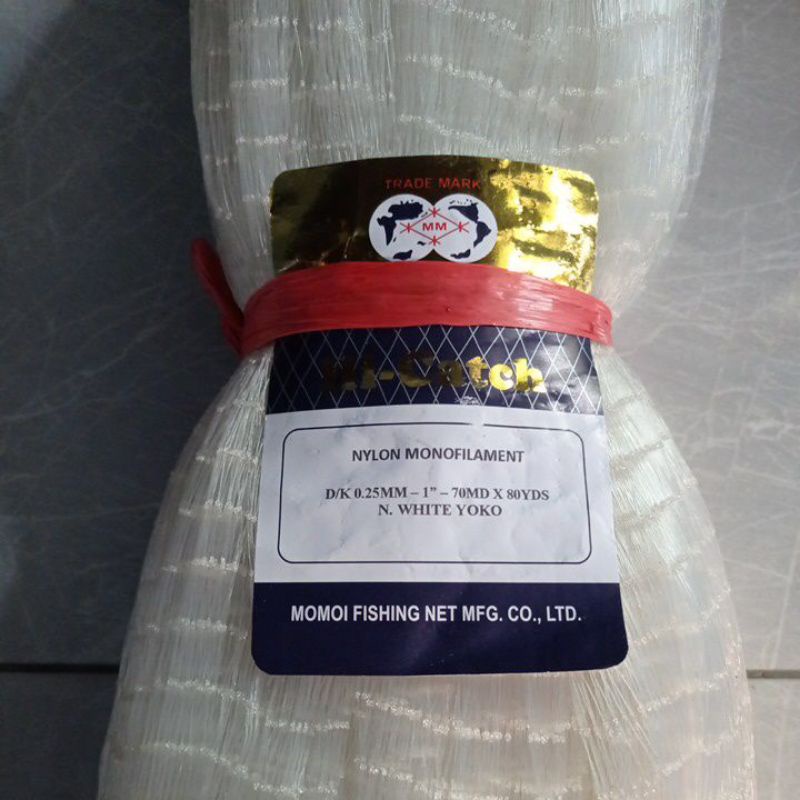 TRADE MARK
MM
Hi-Catch
NYLON MONOFILAMENT
D/K 0.25MM – 1” – 70MD X 80YDS
N. WHITE YOKO
MOMOI FISHING NET MFG. CO., LTD.